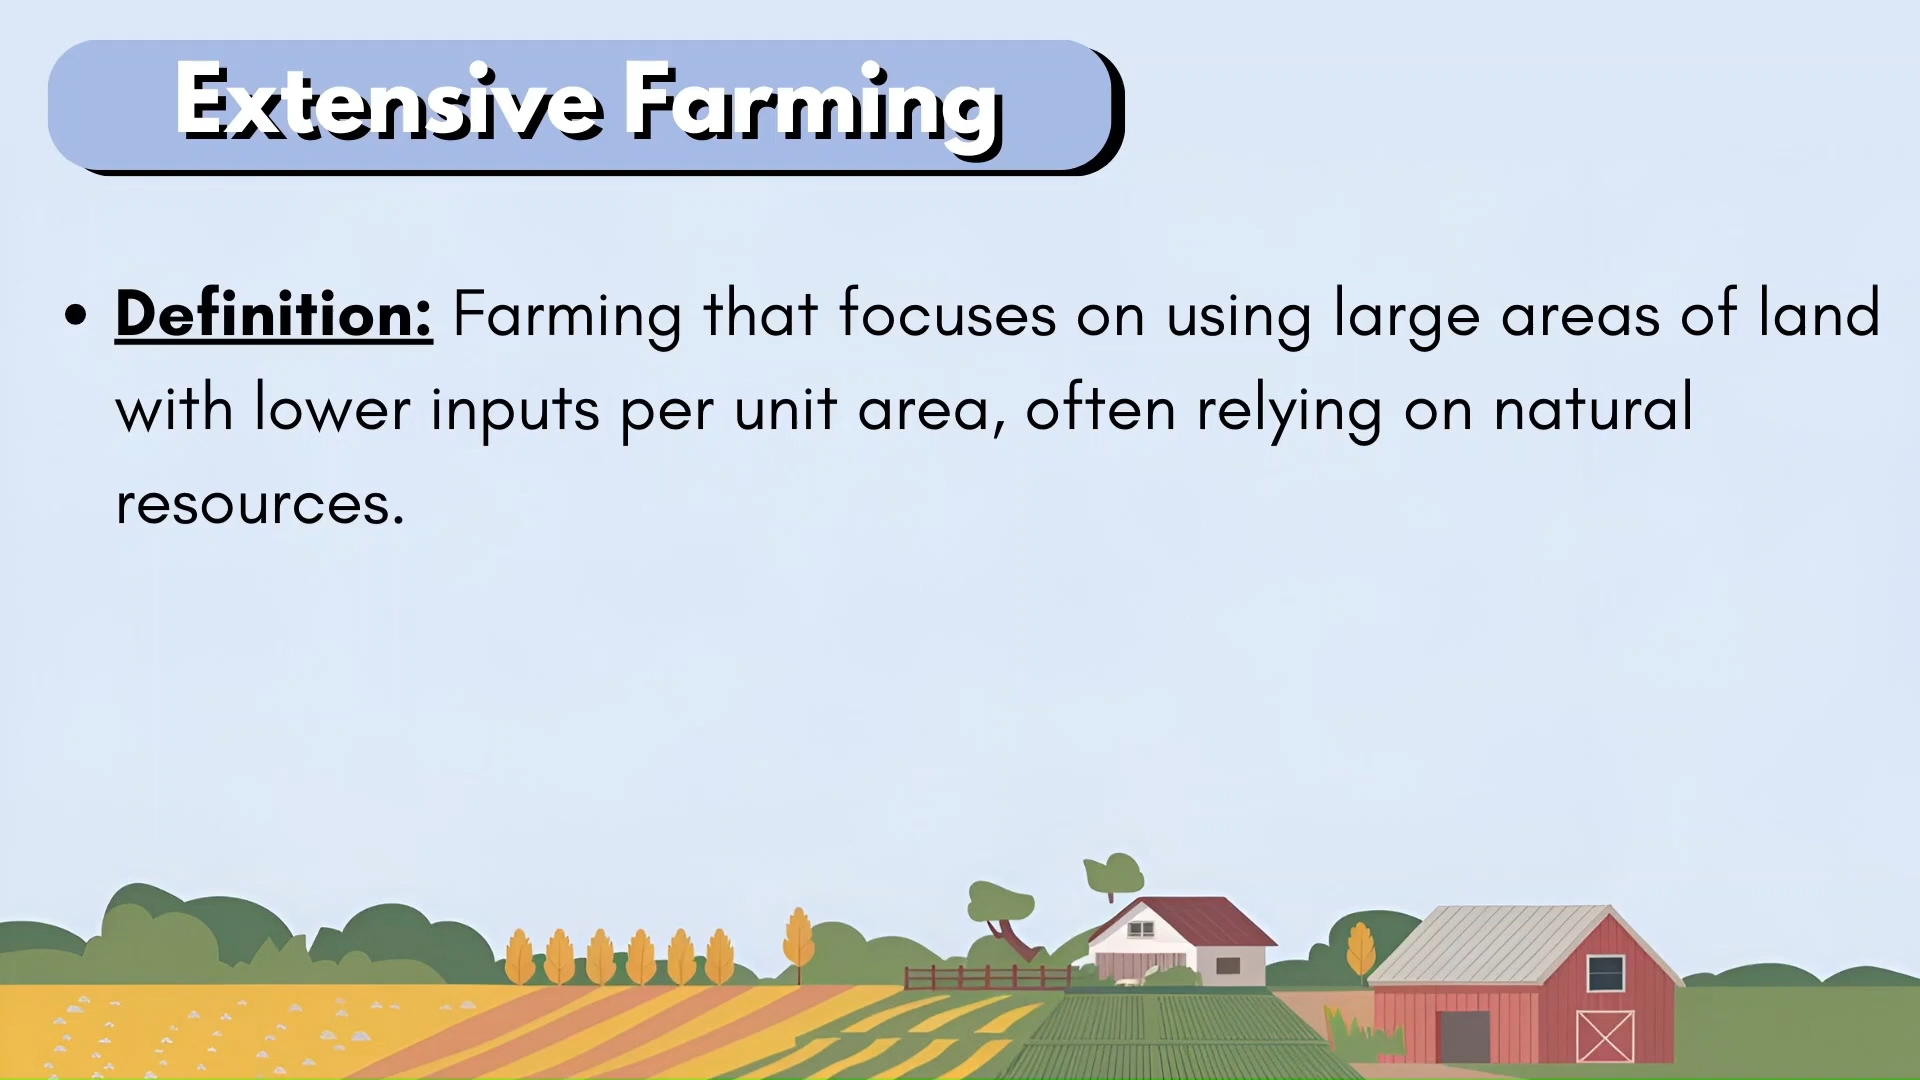 Extensive Farming
• Definition: Farming that focuses on using large areas of land
with lower inputs per unit area, often relying on natural
resources.